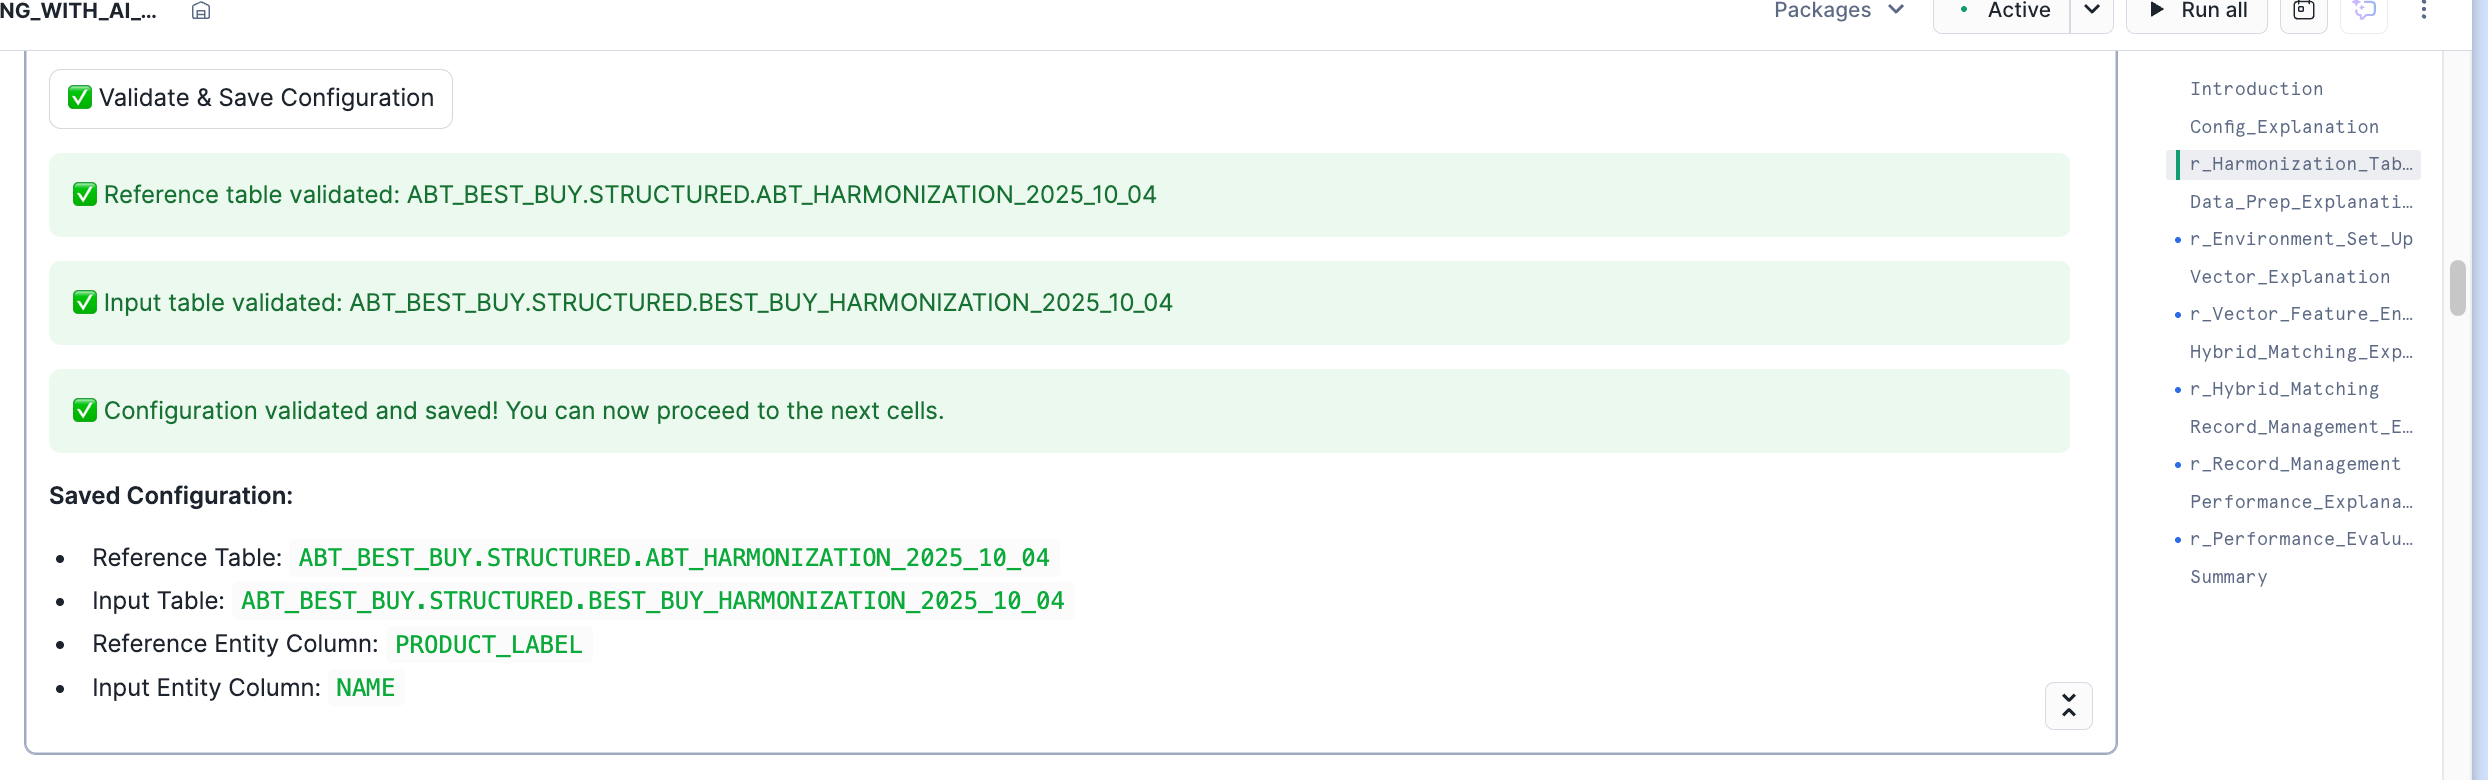 NG_WITH_AI_...
Packages
Active
Run all
✅ Validate & Save Configuration
✅ Reference table validated: ABT_BEST_BUY.STRUCTURED.ABT_HARMONIZATION_2025_10_04
✅ Input table validated: ABT_BEST_BUY.STRUCTURED.BEST_BUY_HARMONIZATION_2025_10_04
✅ Configuration validated and saved! You can now proceed to the next cells.
Saved Configuration:
• Reference Table: ABT_BEST_BUY.STRUCTURED.ABT_HARMONIZATION_2025_10_04
• Input Table: ABT_BEST_BUY.STRUCTURED.BEST_BUY_HARMONIZATION_2025_10_04
• Reference Entity Column: PRODUCT_LABEL
• Input Entity Column: NAME
Introduction
Config_Explanation
r_Harmonization_Tab…
Data_Prep_Explanati…
r_Environment_Set_Up
Vector_Explanation
r_Vector_Feature_En…
Hybrid_Matching_Exp…
r_Hybrid_Matching
Record_Management_E…
r_Record_Management
Performance_Explana…
r_Performance_Evalu…
Summary